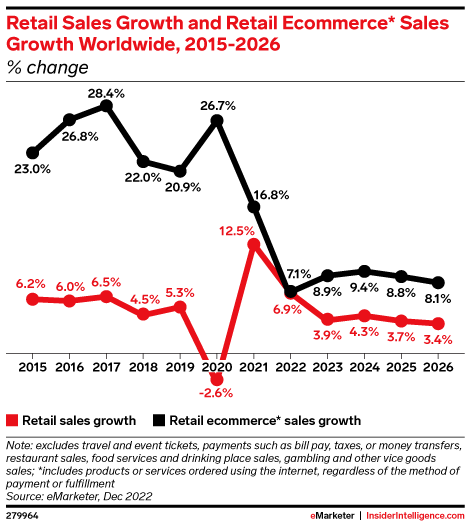 Retail Sales Growth and Retail Ecommerce* Sales
Growth Worldwide, 2015-2026
% change
28.4%
26.8%
26.7%
23.0%
22.0%
20.9%
16.8%
12.5%
6.2%
6.0%
6.5%
4.5%
5.3%
7.1%
6.9%
8.9%
9.4%
8.8%
8.1%
3.9%
4.3%
3.7%
3.4%
2015 2016 2017 2018 2019 2020 2021 2022 2023 2024 2025 2026
-2.6%
Retail sales growth Retail ecommerce* sales growth
Note: excludes travel and event tickets, payments such as bill pay, taxes, or money transfers,
restaurant sales, food services and drinking place sales, gambling and other vice goods
sales; *includes products or services ordered using the internet, regardless of the method of
payment or fulfillment
Source: eMarketer, Dec 2022
279964 eMarketer | InsiderIntelligence.com